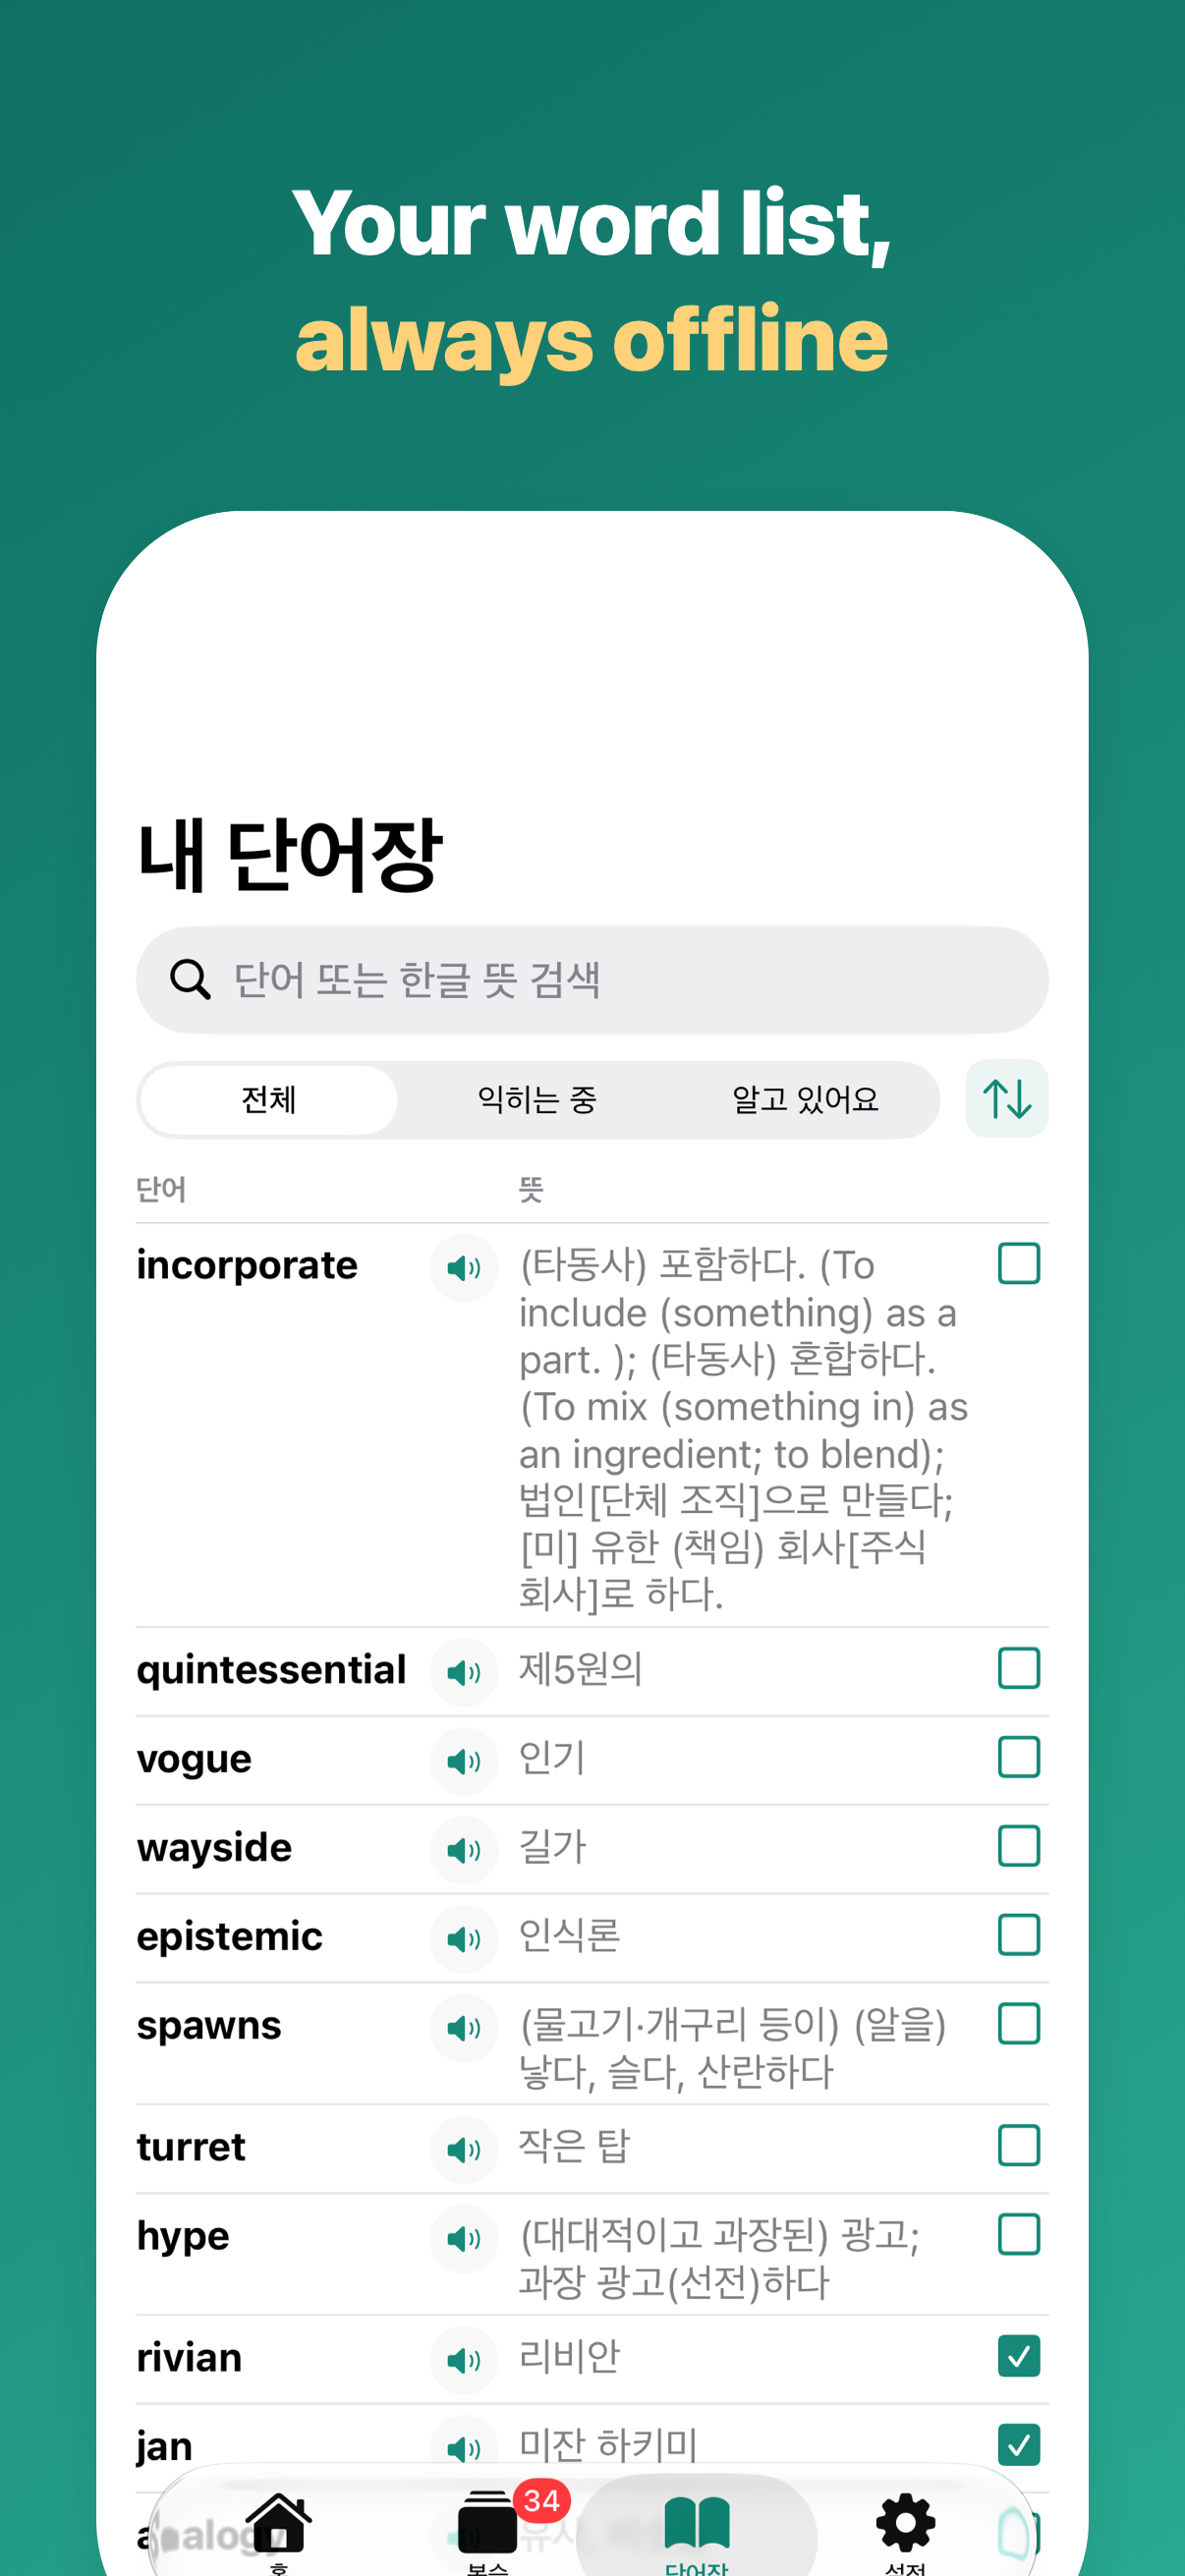 Your word list,
always offline
내 단어장
단어 또는 한글 뜻 검색
전체 익히는 중 알고 있어요
단어 뜻
incorporate (타동사) 포함하다. (To
include (something) as a
part. ); (타동사) 혼합하다.
(To mix (something in) as
an ingredient; to blend);
법인[단체 조직]으로 만들다;
[미] 유한 (책임) 회사[주식
회사]로 하다.
quintessential 제5원의
vogue 인기
wayside 길가
epistemic 인식론
spawns (물고기·개구리 등이) (알을)
낳다, 슬다, 산란하다
turret 작은 탑
hype (대대적이고 과장된) 광고;
과장 광고(선전)하다
rivian 리비안
jan 미잔 하키미
34
홈 복습 단어장 설정